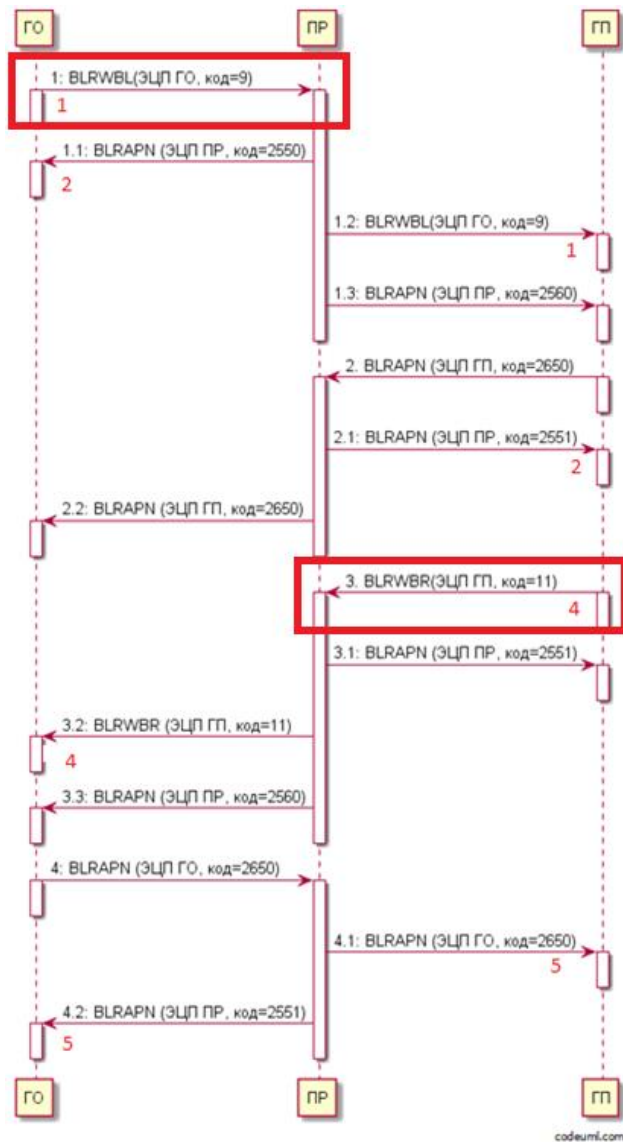 ГО ПР ГП
1: BLRWBL(ЭЦП ГО, код=9)
1
1.1: BLRAPN (ЭЦП ПР, код=2550)
2
1.2: BLRWBL(ЭЦП ГО, код=9)
1
1.3: BLRAPN (ЭЦП ПР, код=2560)
2. BLRAPN (ЭЦП ГП, код=2650)
2.1: BLRAPN (ЭЦП ПР, код=2551)
2
2.2: BLRAPN (ЭЦП ГП, код=2650)
3. BLRWBR(ЭЦП ГП, код=11)
4
3.1: BLRAPN (ЭЦП ПР, код=2551)
3.2: BLRWBR (ЭЦП ГП, код=11)
4
3.3: BLRAPN (ЭЦП ПР, код=2560)
4: BLRAPN (ЭЦП ГО, код=2650)
4.1: BLRAPN (ЭЦП ГО, код=2650)
5
4.2: BLRAPN (ЭЦП ПР, код=2551)
5
ГО ПР ГП
codeuml.com